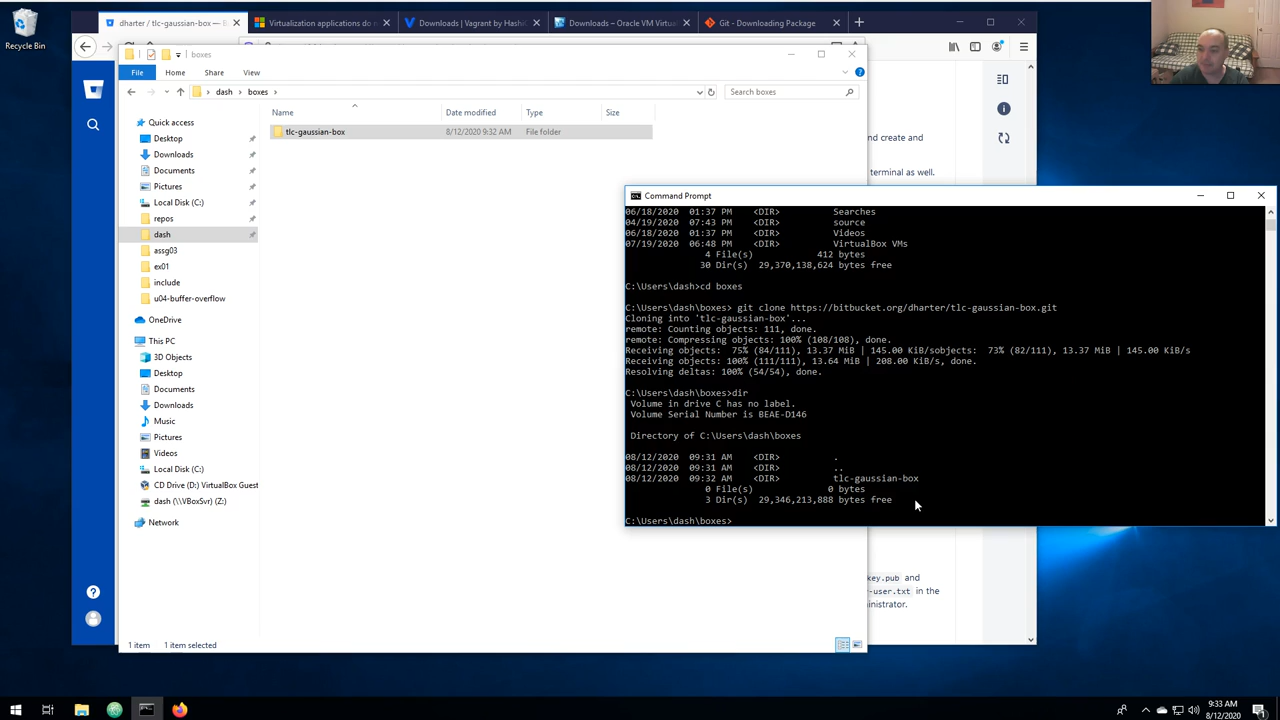 Recycle Bin
dharter / tlc-gaussian-box — B
Virtualization applications do n
Downloads | Vagrant by HashiC
Downloads – Oracle VM Virtual
Git - Downloading Package
boxes
File
Home
Share
View
dash
boxes
Search boxes
Name
Date modified
Type
Size
tlc-gaussian-box
8/12/2020 9:32 AM
File folder
Quick access
Desktop
Downloads
Documents
Pictures
Local Disk (C:)
repos
dash
assg03
ex01
include
u04-buffer-overflow
OneDrive
This PC
3D Objects
Desktop
Documents
Downloads
Music
Pictures
Videos
Local Disk (C:)
CD Drive (D:) VirtualBox Guest
dash (\\VBoxSvr) (Z:)
Network
1 item
1 item selected
nd create and
terminal as well.
Command Prompt
06/18/2020 01:37 PM <DIR> Searches
04/19/2020 07:43 PM <DIR> source
06/18/2020 01:37 PM <DIR> Videos
07/19/2020 06:48 PM <DIR> VirtualBox VMs
4 File(s) 412 bytes
30 Dir(s) 29,370,138,624 bytes free
C:\Users\dash>cd boxes
C:\Users\dash\boxes> git clone https://bitbucket.org/dharter/tlc-gaussian-box.git
Cloning into 'tlc-gaussian-box'...
remote: Counting objects: 111, done.
remote: Compressing objects: 100% (108/108), done.
Receiving objects: 75% (84/111), 13.37 MiB | 145.00 KiB/sobjects: 73% (82/111), 13.37 MiB | 145.00 KiB/s
Receiving objects: 100% (111/111), 13.64 MiB | 208.00 KiB/s, done.
Resolving deltas: 100% (54/54), done.
C:\Users\dash\boxes>dir
Volume in drive C has no label.
Volume Serial Number is BEAE-D146
Directory of C:\Users\dash\boxes
08/12/2020 09:31 AM <DIR> .
08/12/2020 09:31 AM <DIR> ..
08/12/2020 09:32 AM <DIR> tlc-gaussian-box
0 File(s) 0 bytes
3 Dir(s) 29,346,213,888 bytes free
C:\Users\dash\boxes>
key.pub and
-user.txt in the
ministrator.
9:33 AM
8/12/2020